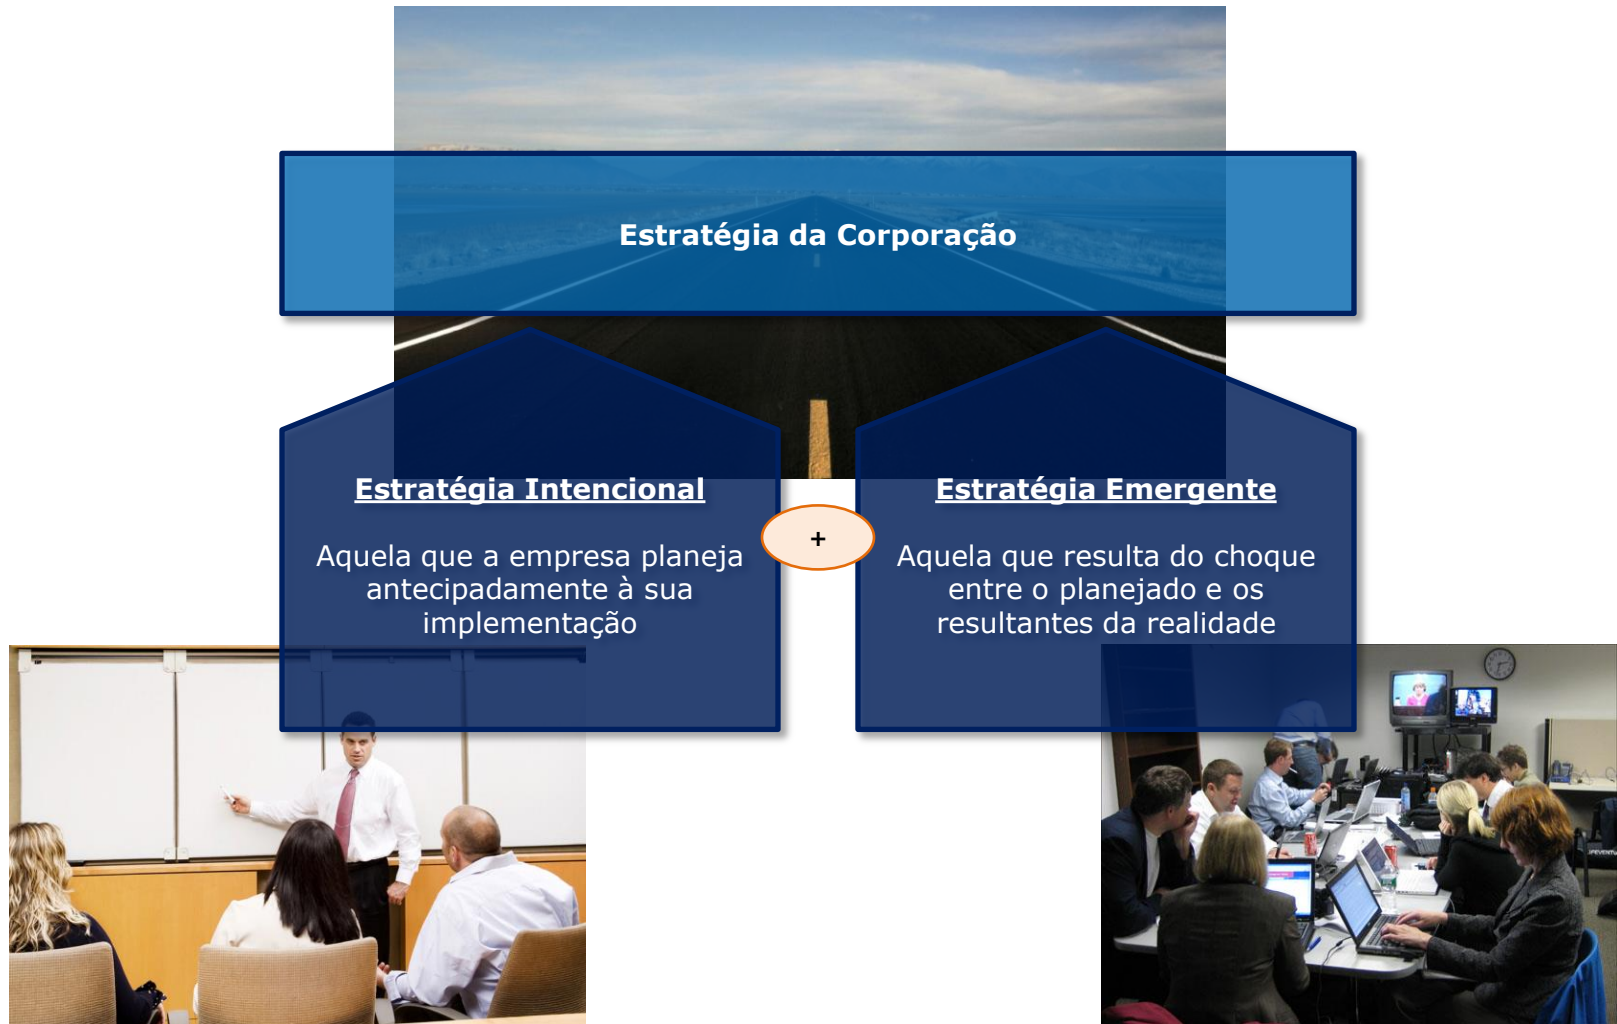 Estratégia da Corporação
Estratégia Intencional
Aquela que a empresa planeja
antecipadamente à sua
implementação
+
Estratégia Emergente
Aquela que resulta do choque
entre o planejado e os
resultantes da realidade